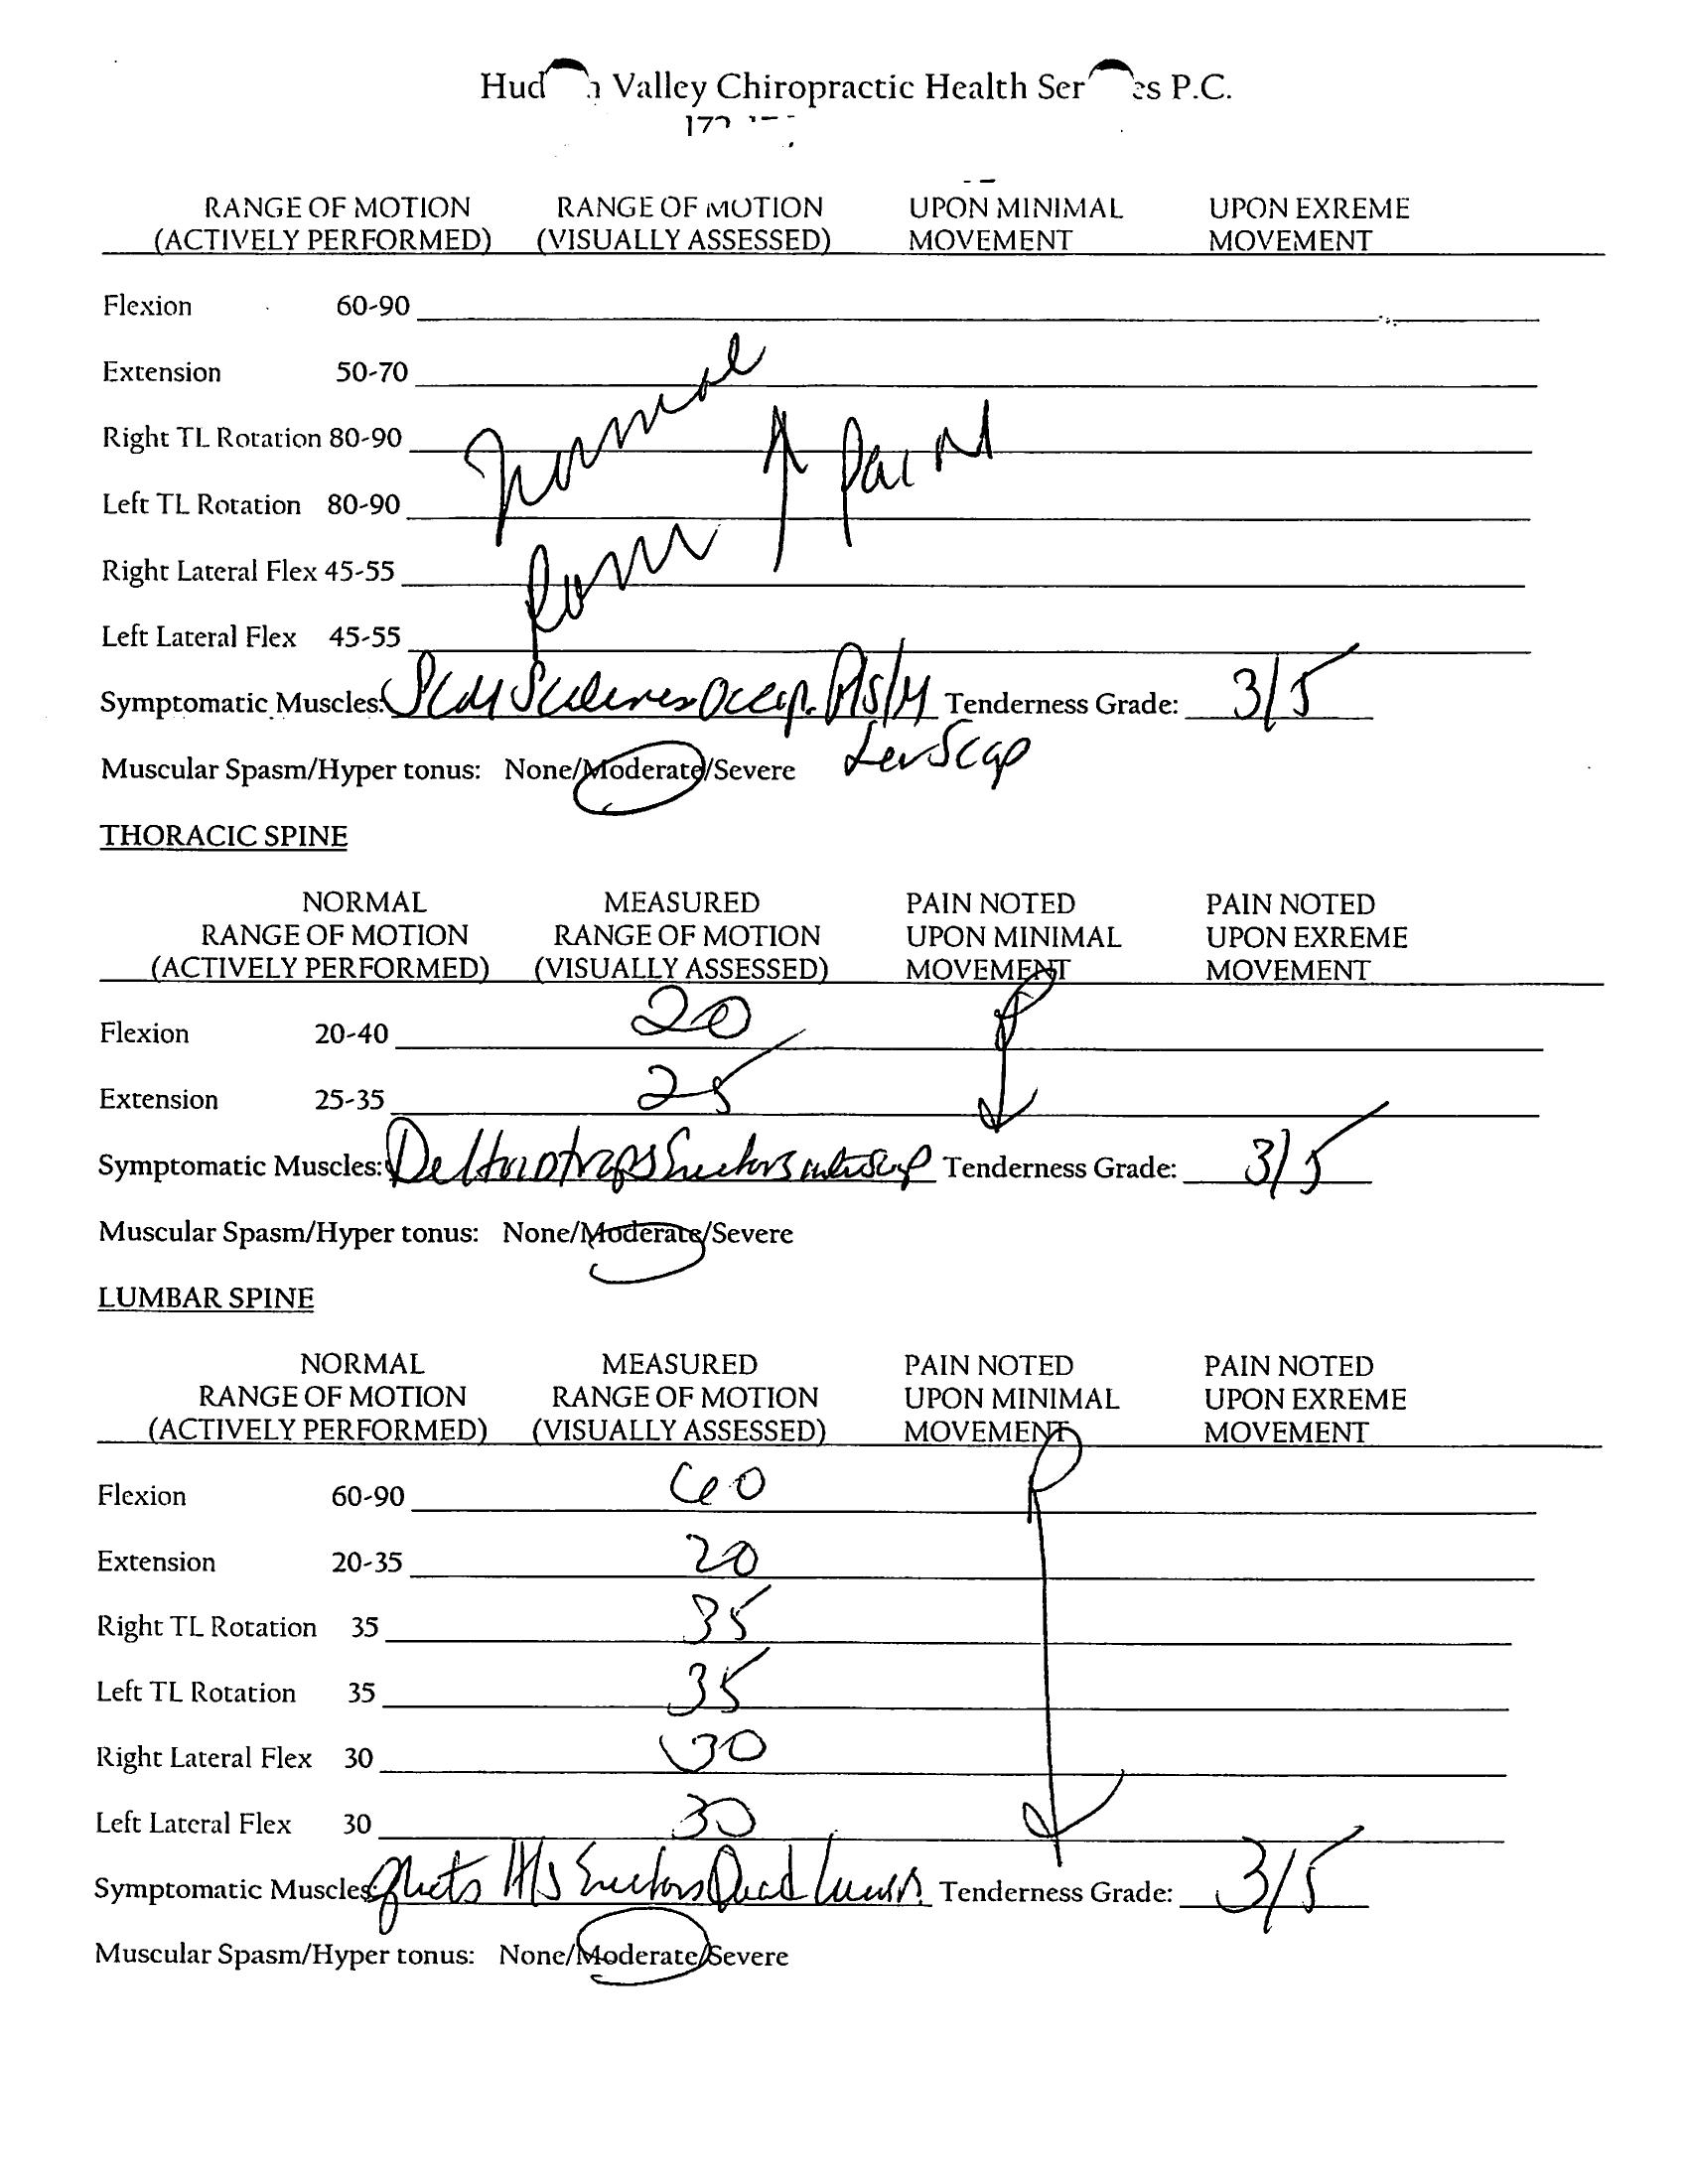 Hud n Valley Chiropractic Health Ser es P.C.
RANGE OF MOTION RANGE OF MOTION UPON MINIMAL UPON EXREME
(ACTIVELY PERFORMED) (VISUALLY ASSESSED) MOVEMENT MOVEMENT
Flexion 60-90
Extension 50-70
normal
Right TL Rotation 80-90
↑ Pain
Left TL Rotation 80-90
Right Lateral Flex 45-55
Rom
Left Lateral Flex 45-55
Symptomatic Muscles: SCM Scalenes Occip. Tenderness Grade: 3/5
Lev Scap
Muscular Spasm/Hyper tonus: None/Moderate/Severe
THORACIC SPINE
NORMAL MEASURED PAIN NOTED PAIN NOTED
RANGE OF MOTION RANGE OF MOTION UPON MINIMAL UPON EXREME
(ACTIVELY PERFORMED) (VISUALLY ASSESSED) MOVEMENT MOVEMENT
Flexion 20-40 20 P
Extension 25-35 25
Symptomatic Muscles: Deltoid traps Erectors Tenderness Grade: 3/5
Muscular Spasm/Hyper tonus: None/Moderate/Severe
LUMBAR SPINE
NORMAL MEASURED PAIN NOTED PAIN NOTED
RANGE OF MOTION RANGE OF MOTION UPON MINIMAL UPON EXREME
(ACTIVELY PERFORMED) (VISUALLY ASSESSED) MOVEMENT MOVEMENT
Flexion 60-90 60 P
Extension 20-35 20
Right TL Rotation 35 35
Left TL Rotation 35 35
Right Lateral Flex 30 30
Left Lateral Flex 30 30
Symptomatic Muscles: gluts H/S Erectors Quad Lumb. Tenderness Grade: 3/5
Muscular Spasm/Hyper tonus: None/Moderate/Severe